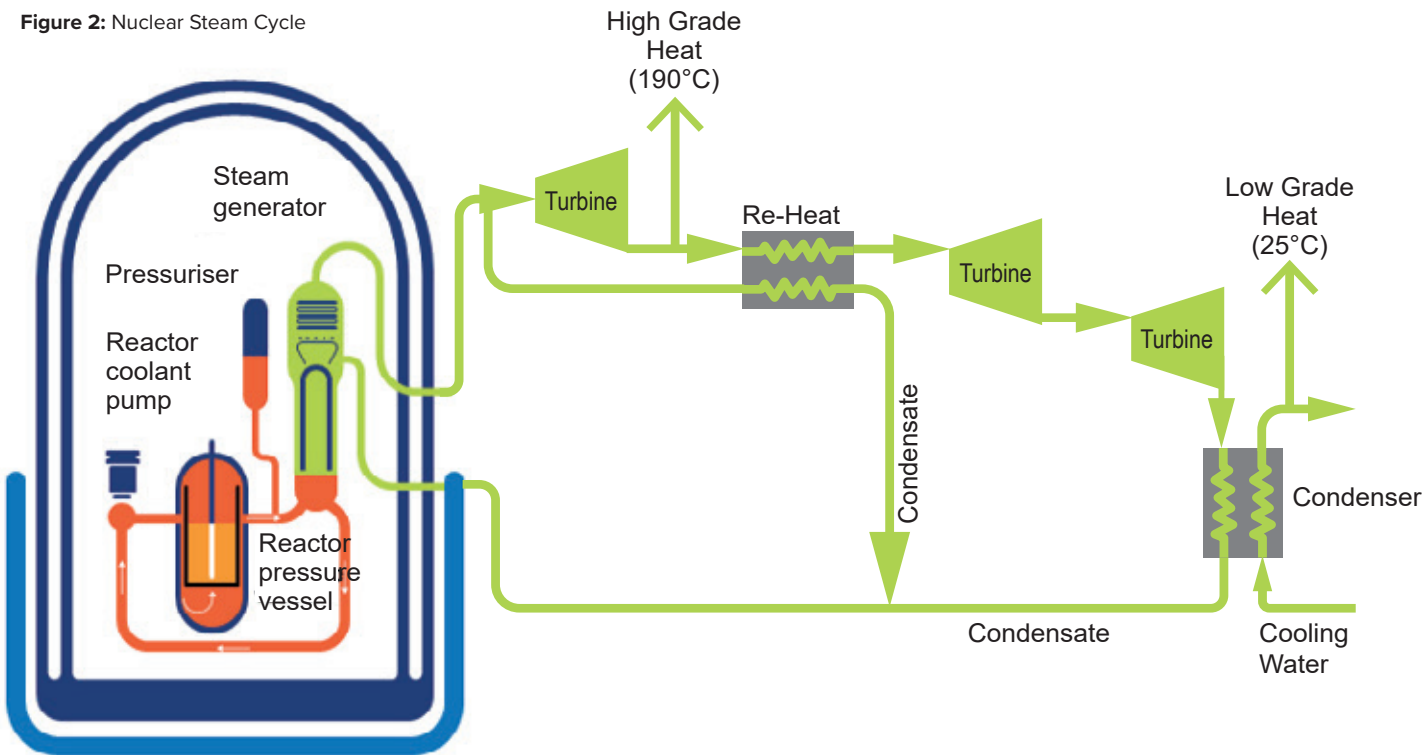 Figure 2: Nuclear Steam Cycle
High Grade
Heat
(190°C)
Steam
generator
Turbine
Re-Heat
Low Grade
Heat
(25°C)
Pressuriser
Turbine
Reactor
coolant
pump
Turbine
Condensate
Condenser
Reactor
pressure
vessel
Condensate
Cooling
Water